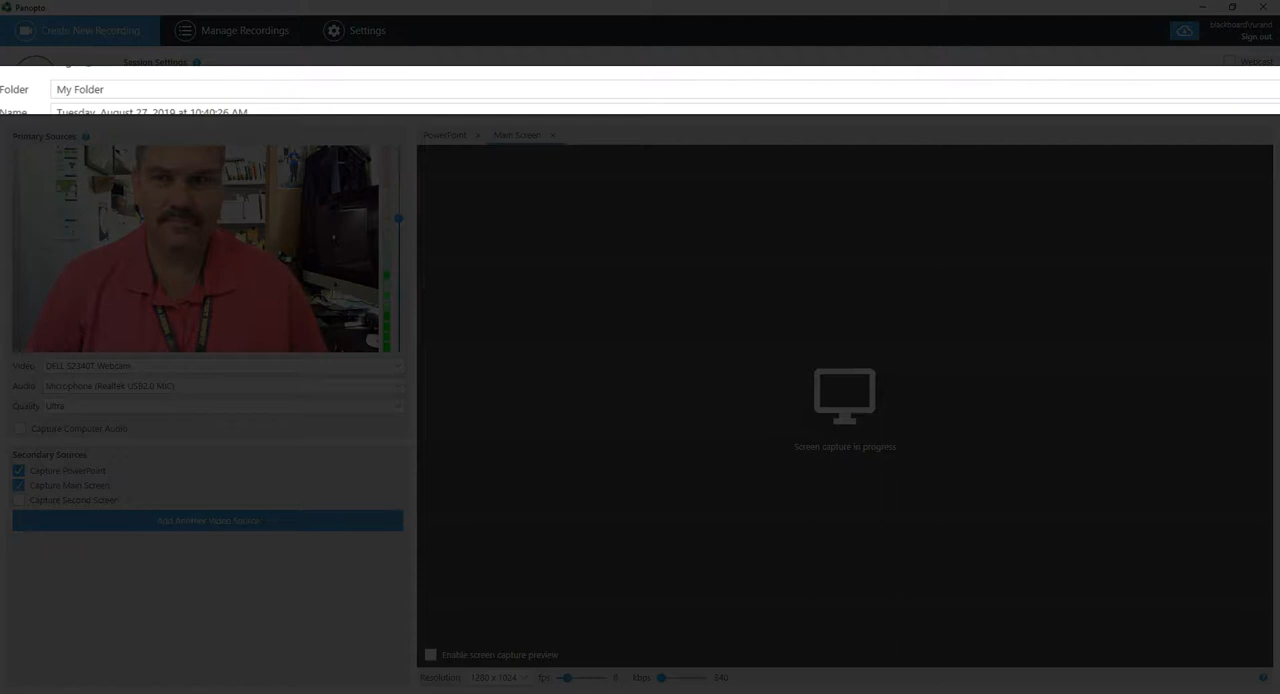 Panopto
Create New Recording
Manage Recordings
Settings
Sign out
Session Settings
Webcast
Folder
My Folder
Name
Tuesday, August 27, 2019 at 10:40:26 AM
Primary Sources
PowerPoint
Main Screen
Video
DELL S2340T Webcam
Audio
Microphone (Realtek USB2.0 MIC)
Quality
Ultra
Capture Computer Audio
Secondary Sources
Capture PowerPoint
Capture Main Screen
Capture Second Screen
Add Another Video Source
Screen capture in progress
Enable screen capture preview
Resolution
1280 x 1024
fps
8
kbps
340